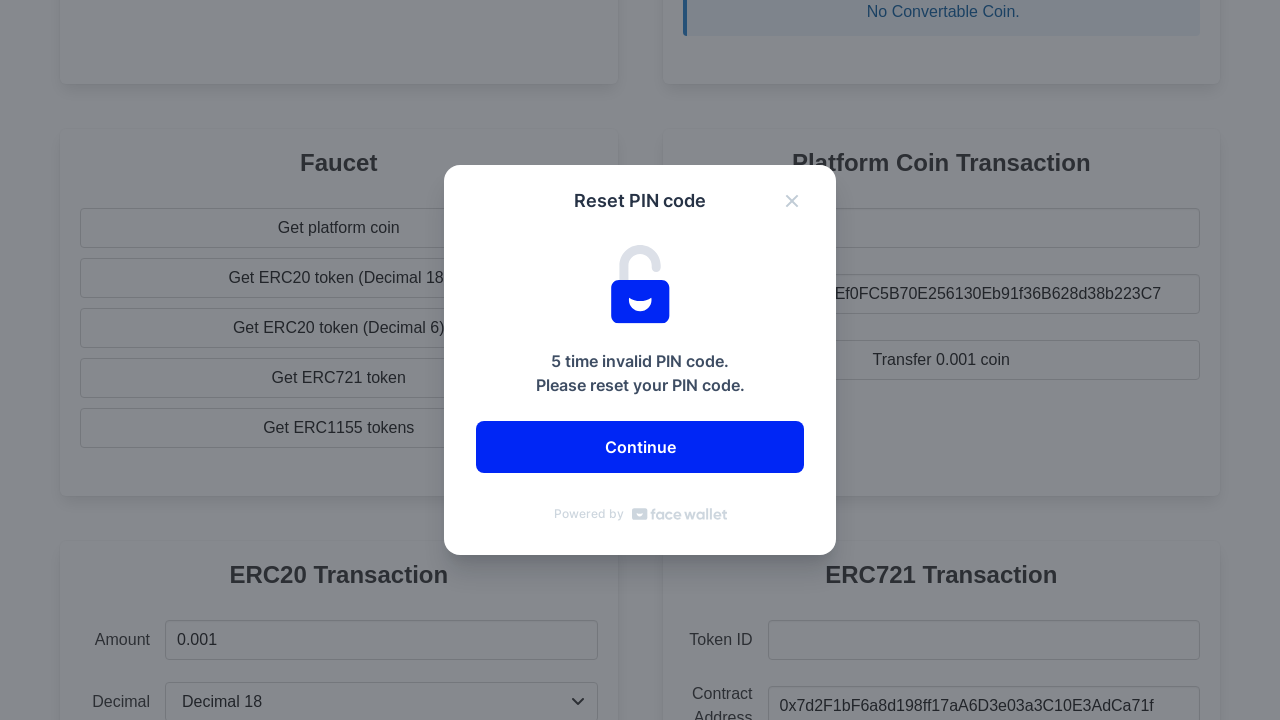 No Convertable Coin.
Faucet
Get platform coin
Get ERC20 token (Decimal 18
Get ERC20 token (Decimal 6)
Get ERC721 token
Get ERC1155 tokens
Platform Coin Transaction
Ef0FC5B70E256130Eb91f36B628d38b223C7
Transfer 0.001 coin
Reset PIN code
5 time invalid PIN code.
Please reset your PIN code.
Continue
Powered by face wallet
ERC20 Transaction
Amount 0.001
Decimal Decimal 18
ERC721 Transaction
Token ID
Contract
Address
0x7d2F1bF6a8d198ff17aA6D3e03a3C10E3AdCa71f